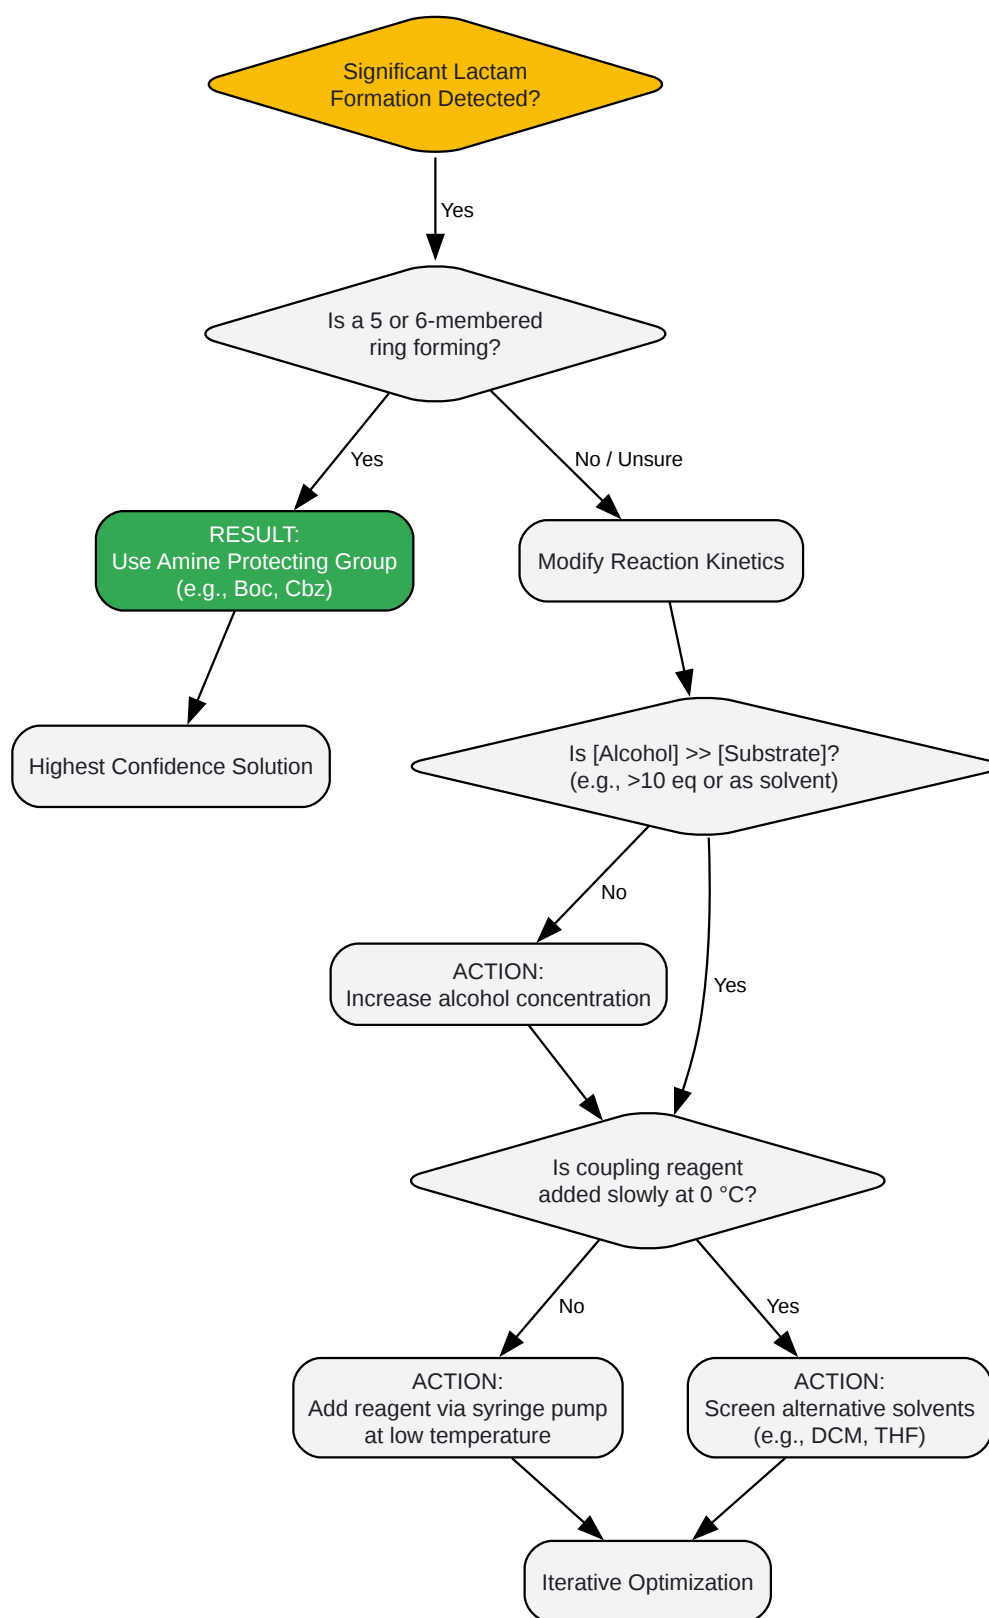 Significant Lactam
Formation Detected?
Yes
Is a 5 or 6-membered
ring forming?
Yes
No / Unsure
RESULT:
Use Amine Protecting Group
(e.g., Boc, Cbz)
Modify Reaction Kinetics
Highest Confidence Solution
Is [Alcohol] >> [Substrate]?
(e.g., >10 eq or as solvent)
No
Yes
ACTION:
Increase alcohol concentration
Is coupling reagent
added slowly at 0 °C?
No
Yes
ACTION:
Add reagent via syringe pump
at low temperature
ACTION:
Screen alternative solvents
(e.g., DCM, THF)
Iterative Optimization